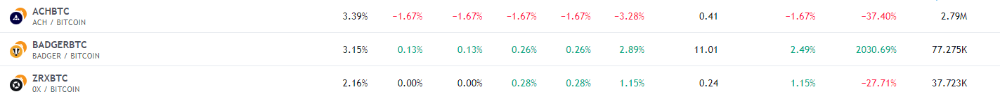 ACHBTC 3.39% −1.67% −1.67% −1.67% −1.67% −3.28% 0.41 −1.67% −37.40% 2.79M
ACH / BITCOIN
BADGERBTC 3.15% 0.13% 0.13% 0.26% 0.26% 2.89% 11.01 2.49% 2030.69% 77.275K
BADGER / BITCOIN
ZRXBTC 2.16% 0.00% 0.00% 0.28% 0.28% 1.15% 0.24 1.15% −27.71% 37.723K
0X / BITCOIN